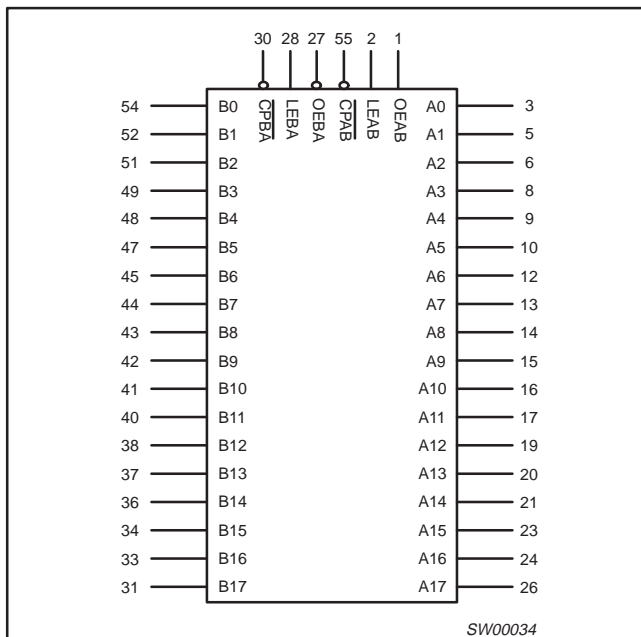 30 28 27 55 2 1
CPBA LEBA OEBA CPAB LEAB OEAB
54 B0 A0 3
52 B1 A1 5
51 B2 A2 6
49 B3 A3 8
48 B4 A4 9
47 B5 A5 10
45 B6 A6 12
44 B7 A7 13
43 B8 A8 14
42 B9 A9 15
41 B10 A10 16
40 B11 A11 17
38 B12 A12 19
37 B13 A13 20
36 B14 A14 21
34 B15 A15 23
33 B16 A16 24
31 B17 A17 26
SW00034